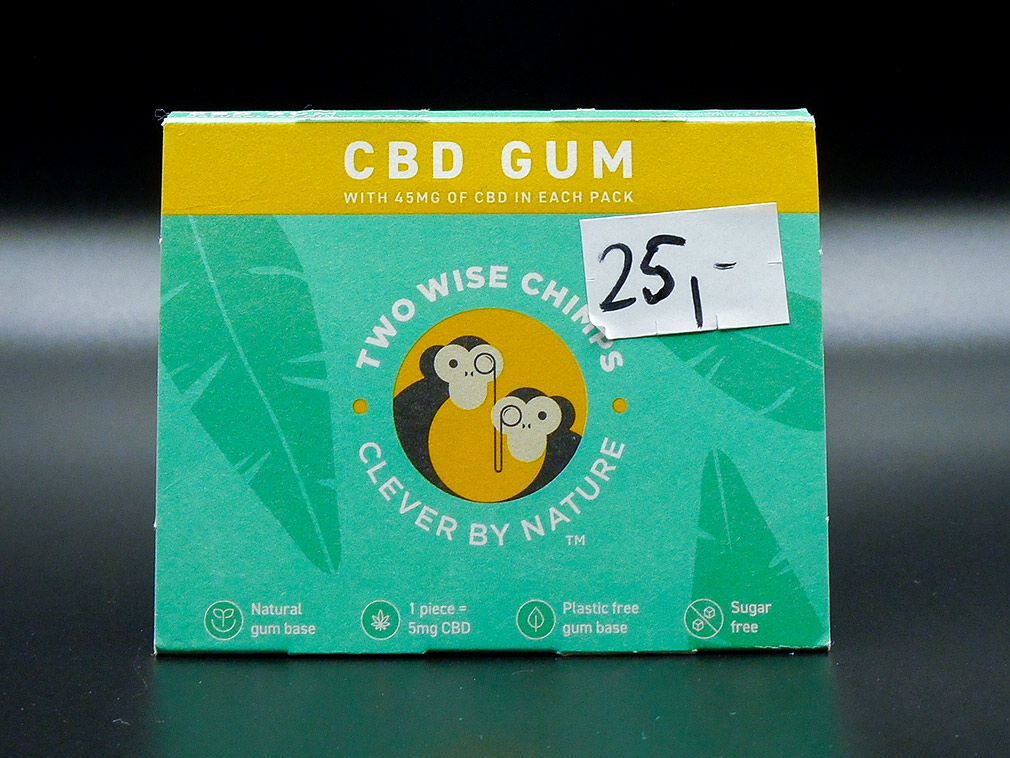 CBD GUM
WITH 45MG OF CBD IN EACH PACK
25,-
TWO WISE CHIMPS
CLEVER BY NATURE
TM
Natural
gum base
1 piece =
5mg CBD
Plastic free
gum base
Sugar
free